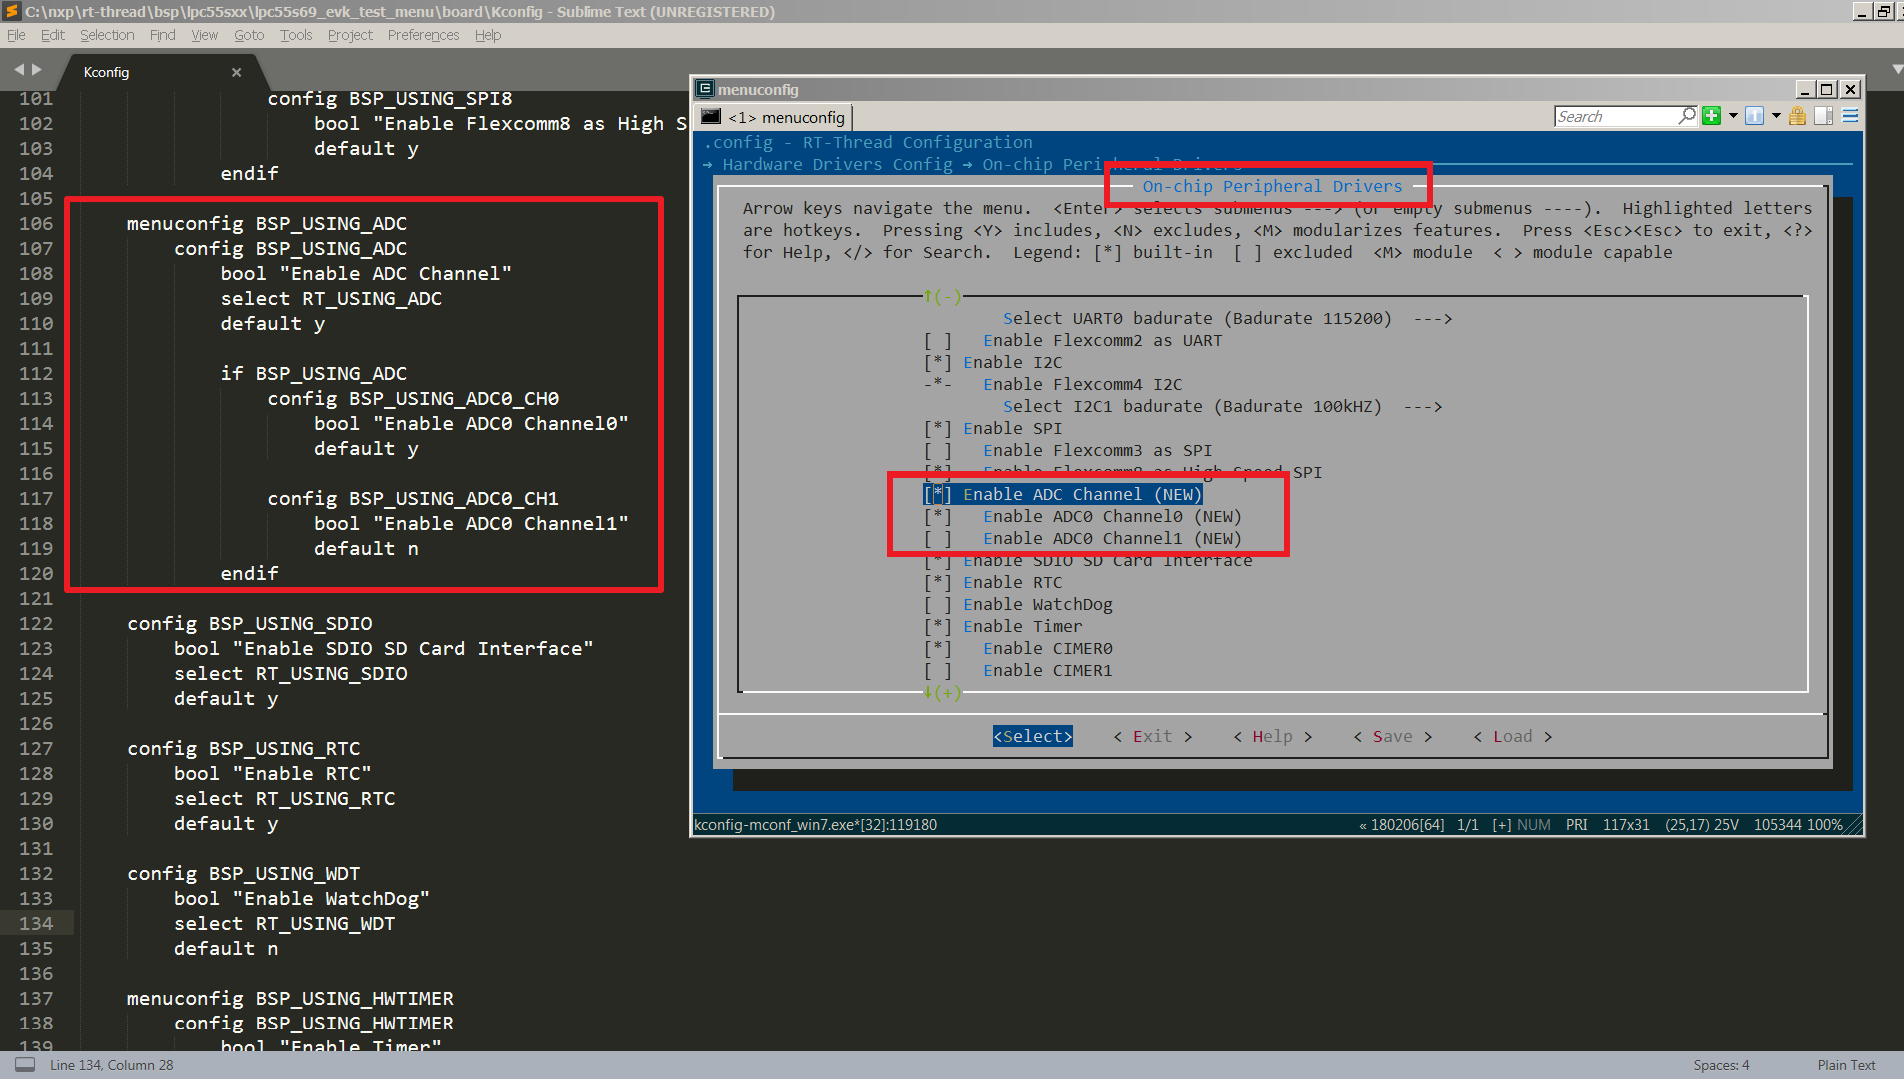 C:\nxp\rt-thread\bsp\lpc55sxx\lpc55s69_evk_test_menu\board\Kconfig - Sublime Text (UNREGISTERED)
File Edit Selection Find View Goto Tools Project Preferences Help
Kconfig
101 config BSP_USING_SPI8
102 bool "Enable Flexcomm8 as High S
103 default y
104 endif
105
106 menuconfig BSP_USING_ADC
107 config BSP_USING_ADC
108 bool "Enable ADC Channel"
109 select RT_USING_ADC
110 default y
111
112 if BSP_USING_ADC
113 config BSP_USING_ADC0_CH0
114 bool "Enable ADC0 Channel0"
115 default y
116
117 config BSP_USING_ADC0_CH1
118 bool "Enable ADC0 Channel1"
119 default n
120 endif
121
122 config BSP_USING_SDIO
123 bool "Enable SDIO SD Card Interface"
124 select RT_USING_SDIO
125 default y
126
127 config BSP_USING_RTC
128 bool "Enable RTC"
129 select RT_USING_RTC
130 default y
131
132 config BSP_USING_WDT
133 bool "Enable WatchDog"
134 select RT_USING_WDT
135 default n
136
137 menuconfig BSP_USING_HWTIMER
138 config BSP_USING_HWTIMER
139 bool "Enable Timer"
Line 134, Column 28
Spaces: 4
Plain Text
menuconfig
<1> menuconfig
Search
.config - RT-Thread Configuration
→ Hardware Drivers Config → On-chip Peripheral Drivers
On-chip Peripheral Drivers
Arrow keys navigate the menu. <Enter> selects submenus ---> (or empty submenus ----). Highlighted letters
are hotkeys. Pressing <Y> includes, <N> excludes, <M> modularizes features. Press <Esc><Esc> to exit, <?>
for Help, </> for Search. Legend: [*] built-in [ ] excluded <M> module < > module capable
↑(-)
Select UART0 badurate (Badurate 115200) --->
[ ] Enable Flexcomm2 as UART
[*] Enable I2C
-*- Enable Flexcomm4 I2C
Select I2C1 badurate (Badurate 100kHZ) --->
[*] Enable SPI
[ ] Enable Flexcomm3 as SPI
[*] Enable Flexcomm8 as High Speed SPI
[*] Enable ADC Channel (NEW)
[*] Enable ADC0 Channel0 (NEW)
[ ] Enable ADC0 Channel1 (NEW)
[*] Enable SDIO SD Card Interface
[*] Enable RTC
[ ] Enable WatchDog
[*] Enable Timer
[*] Enable CIMER0
[ ] Enable CIMER1
↓(+)
<Select> < Exit > < Help > < Save > < Load >
kconfig-mconf_win7.exe*[32]:119180
« 180206[64] 1/1 [+] NUM PRI 117x31 (25,17) 25V 105344 100%